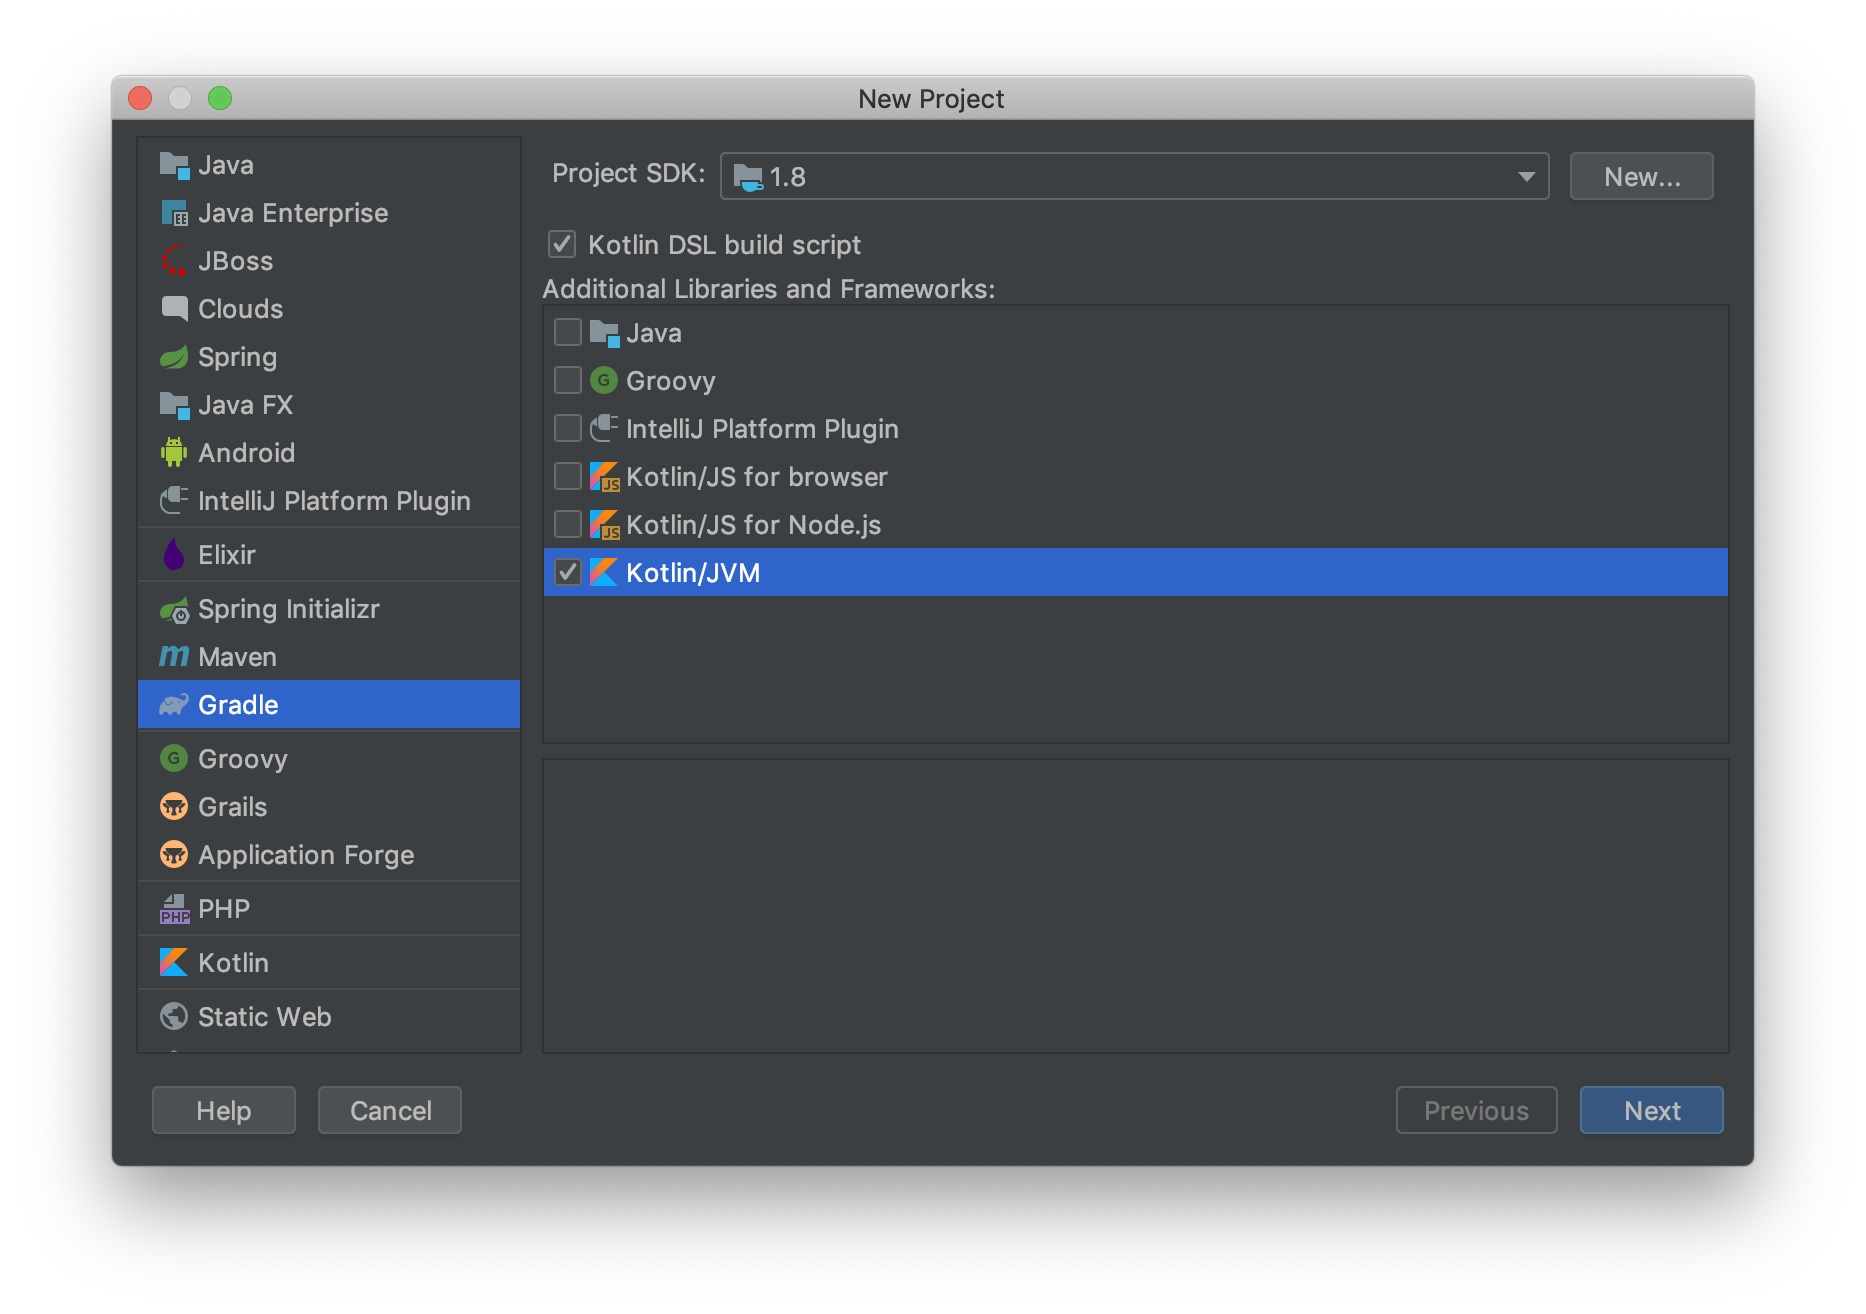 New Project
Java
Java Enterprise
JBoss
Clouds
Spring
Java FX
Android
IntelliJ Platform Plugin
Elixir
Spring Initializr
Maven
Gradle
Groovy
Grails
Application Forge
PHP
Kotlin
Static Web
Project SDK: 1.8 New...
Kotlin DSL build script
Additional Libraries and Frameworks:
Java
Groovy
IntelliJ Platform Plugin
Kotlin/JS for browser
Kotlin/JS for Node.js
Kotlin/JVM
Help Cancel Previous Next